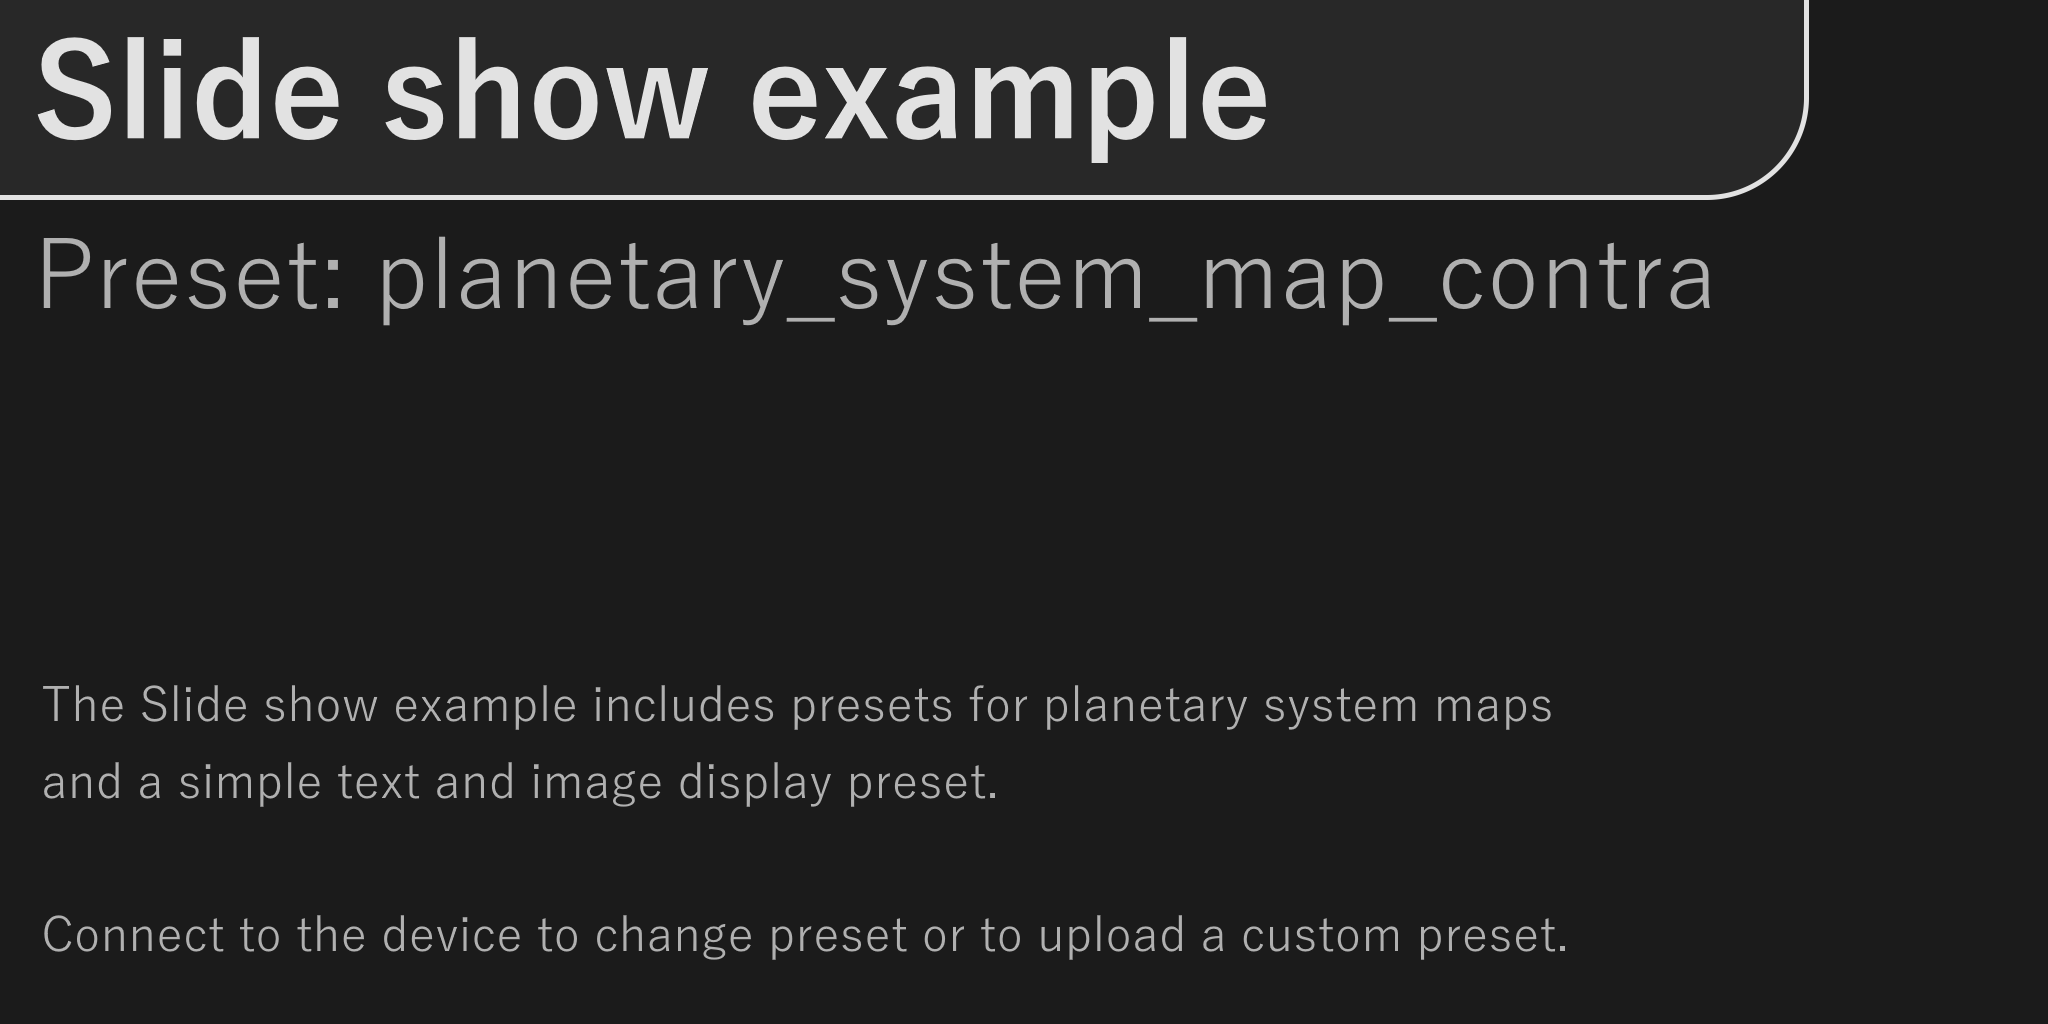 Slide show example
Preset: planetary_system_map_contra
The Slide show example includes presets for planetary system maps
and a simple text and image display preset.
Connect to the device to change preset or to upload a custom preset.